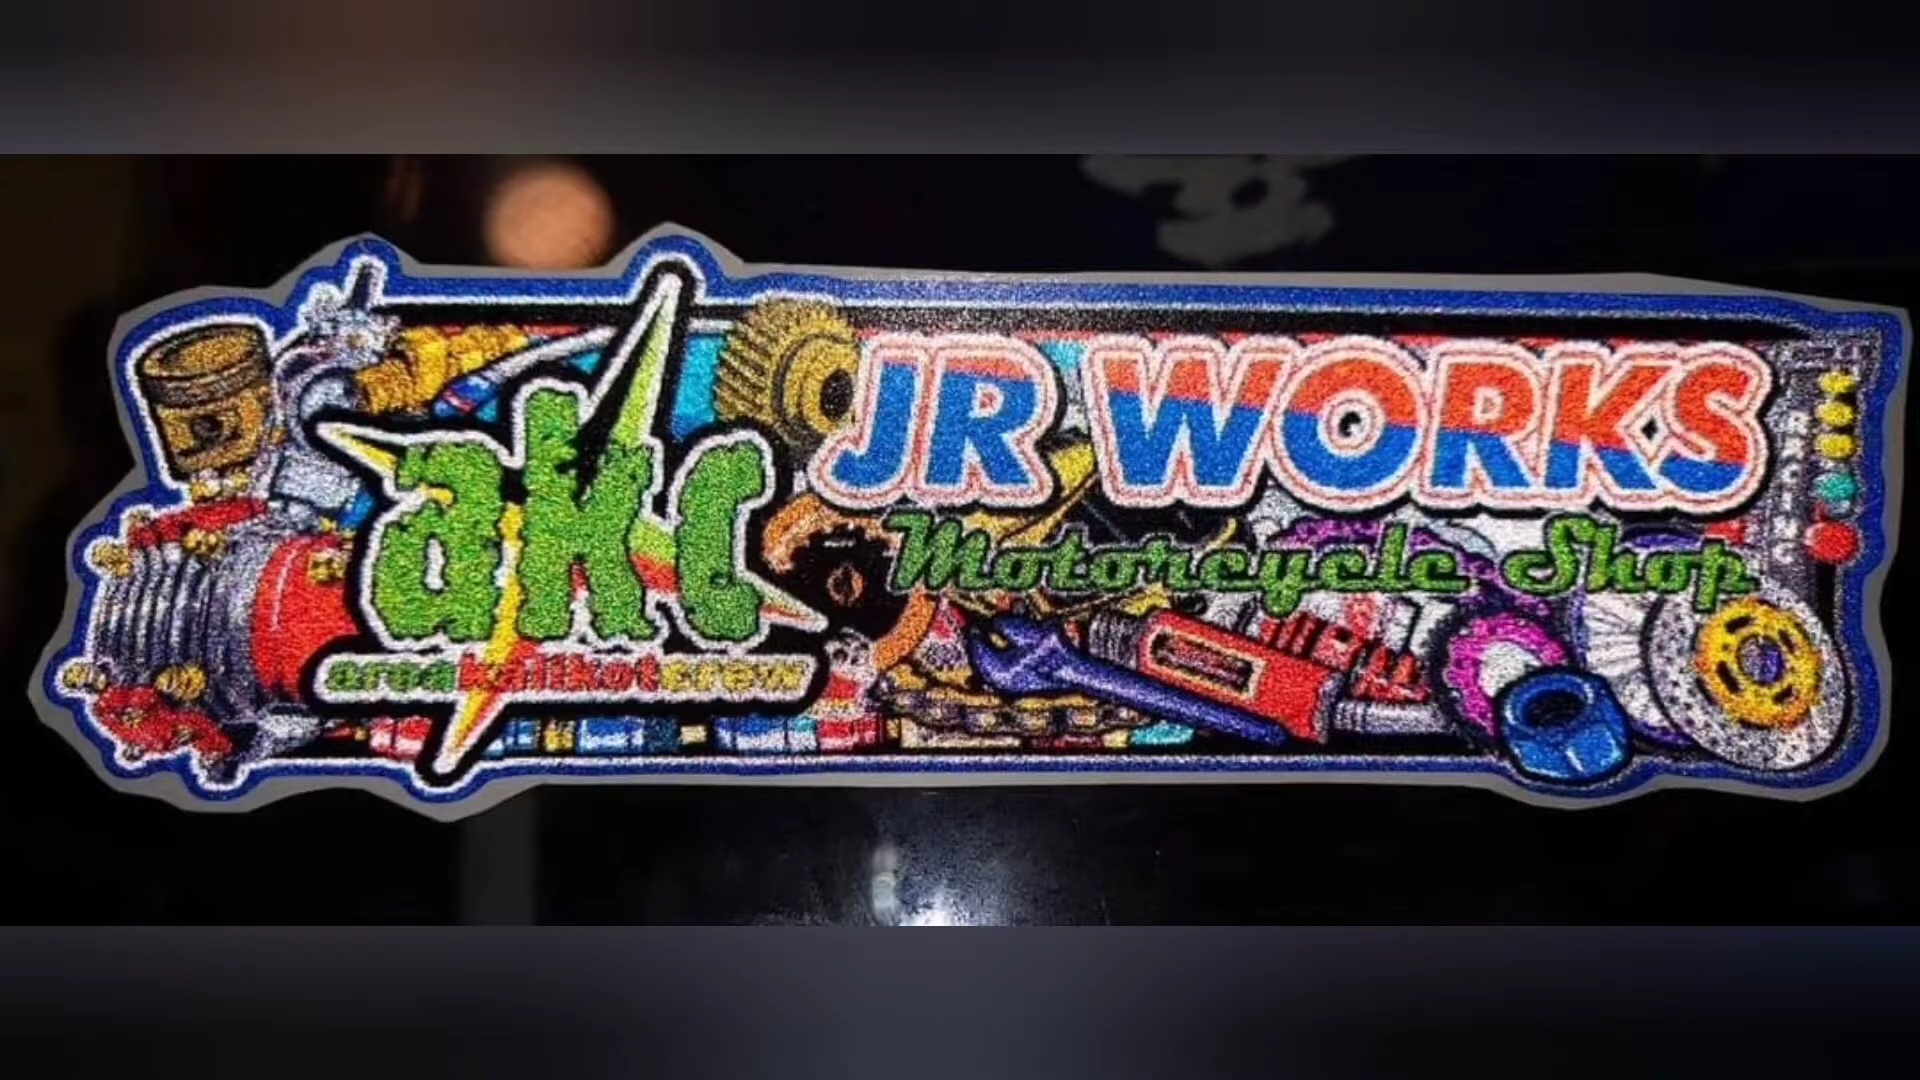 aKc
areakalikotcrew
JR WORKS
Motorcycle Shop
RACING